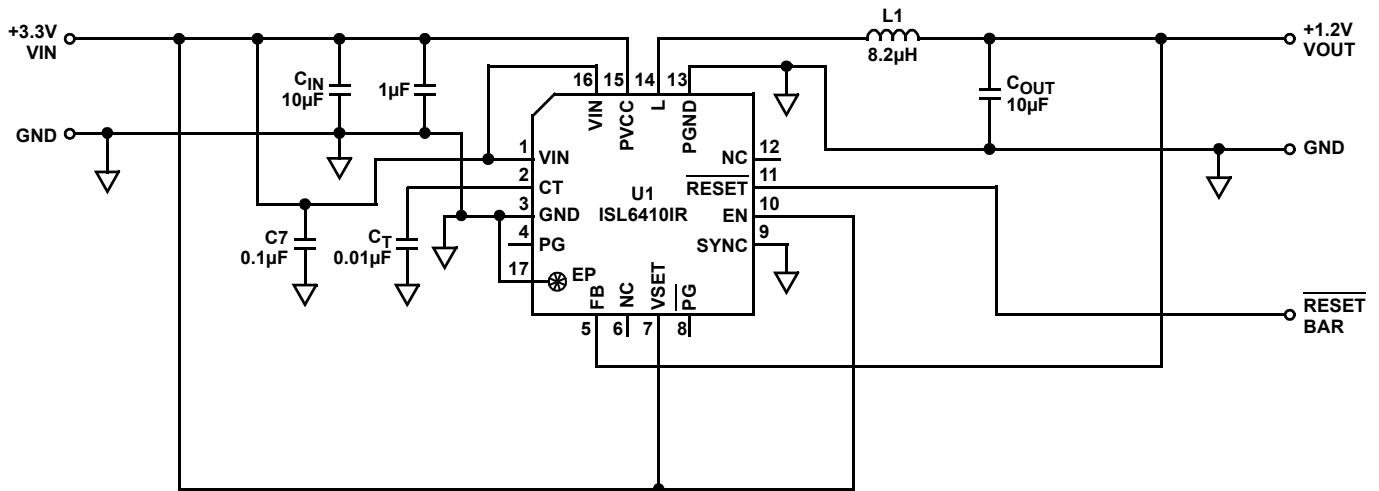 +3.3V
VIN
GND
CIN
10µF
1µF
C7
0.1µF
CT
0.01µF
L1
8.2µH
+1.2V
VOUT
COUT
10µF
GND
RESET
BAR
16 15 14 13
VIN
PVCC
L
PGND
1
VIN
2
CT
3
GND
4
PG
17
EP
U1
ISL6410IR
12
NC
11
RESET
10
EN
9
SYNC
FB
NC
VSET
PG
5 6 7 8